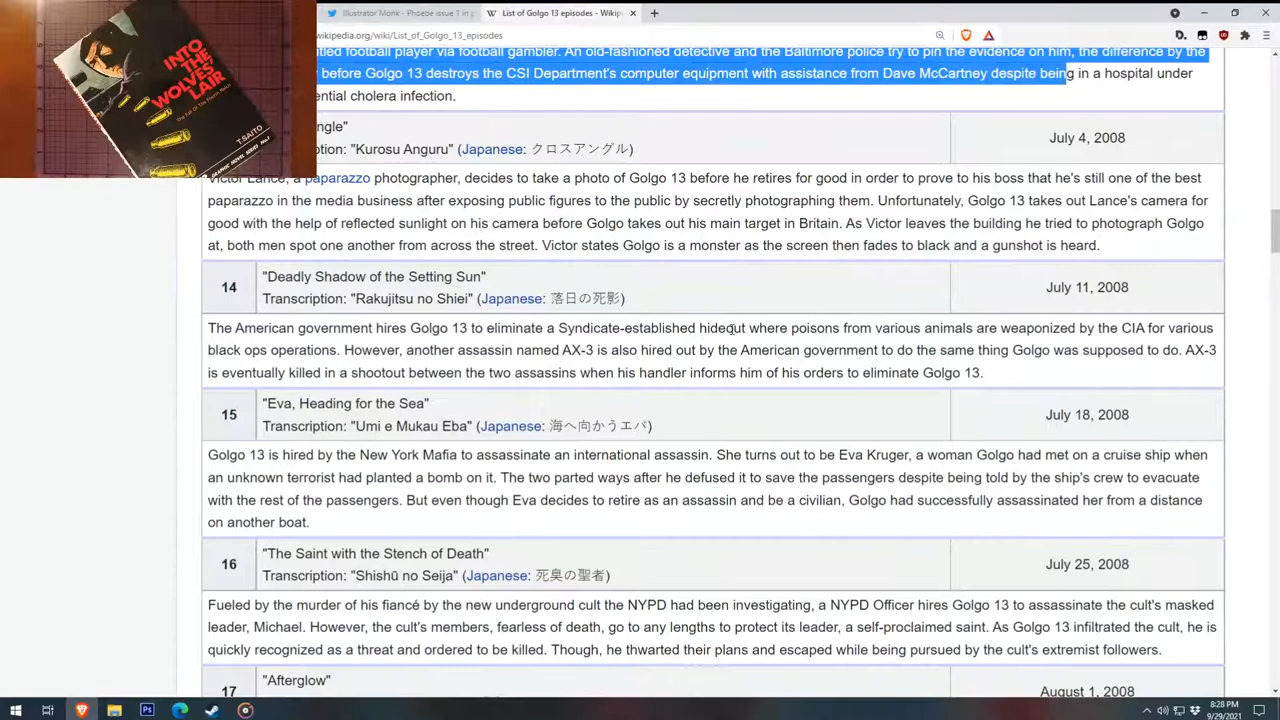 Illustrator Monk - Phoebe issue 1 in
List of Golgo 13 episodes - Wikip
INTO
THE
WOLVES'
LAIR
The Fall Of The Fourth Reich
T.SAITO
GRAPHIC NOVEL SERIES No.1
wikipedia.org/wiki/List_of_Golgo_13_episodes
titled football player via football gambler. An old-fashioned detective and the Baltimore police try to pin the evidence on him, the difference by the
before Golgo 13 destroys the CSI Department's computer equipment with assistance from Dave McCartney despite being in a hospital under
ential cholera infection.
ngle"
ption: "Kurosu Anguru" (Japanese: クロスアングル)
July 4, 2008
Victor Lance, a paparazzo photographer, decides to take a photo of Golgo 13 before he retires for good in order to prove to his boss that he's still one of the best
paparazzo in the media business after exposing public figures to the public by secretly photographing them. Unfortunately, Golgo 13 takes out Lance's camera for
good with the help of reflected sunlight on his camera before Golgo takes out his main target in Britain. As Victor leaves the building he tried to photograph Golgo
at, both men spot one another from across the street. Victor states Golgo is a monster as the screen then fades to black and a gunshot is heard.
14
"Deadly Shadow of the Setting Sun"
Transcription: "Rakujitsu no Shiei" (Japanese: 落日の死影)
July 11, 2008
The American government hires Golgo 13 to eliminate a Syndicate-established hideout where poisons from various animals are weaponized by the CIA for various
black ops operations. However, another assassin named AX-3 is also hired out by the American government to do the same thing Golgo was supposed to do. AX-3
is eventually killed in a shootout between the two assassins when his handler informs him of his orders to eliminate Golgo 13.
15
"Eva, Heading for the Sea"
Transcription: "Umi e Mukau Eba" (Japanese: 海へ向かうエバ)
July 18, 2008
Golgo 13 is hired by the New York Mafia to assassinate an international assassin. She turns out to be Eva Kruger, a woman Golgo had met on a cruise ship when
an unknown terrorist had planted a bomb on it. The two parted ways after he defused it to save the passengers despite being told by the ship's crew to evacuate
with the rest of the passengers. But even though Eva decides to retire as an assassin and be a civilian, Golgo had successfully assassinated her from a distance
on another boat.
16
"The Saint with the Stench of Death"
Transcription: "Shishū no Seija" (Japanese: 死臭の聖者)
July 25, 2008
Fueled by the murder of his fiancé by the new underground cult the NYPD had been investigating, a NYPD Officer hires Golgo 13 to assassinate the cult's masked
leader, Michael. However, the cult's members, fearless of death, go to any lengths to protect its leader, a self-proclaimed saint. As Golgo 13 infiltrated the cult, he is
quickly recognized as a threat and ordered to be killed. Though, he thwarted their plans and escaped while being pursued by the cult's extremist followers.
17
"Afterglow"
August 1, 2008
8:28 PM
9/29/2021